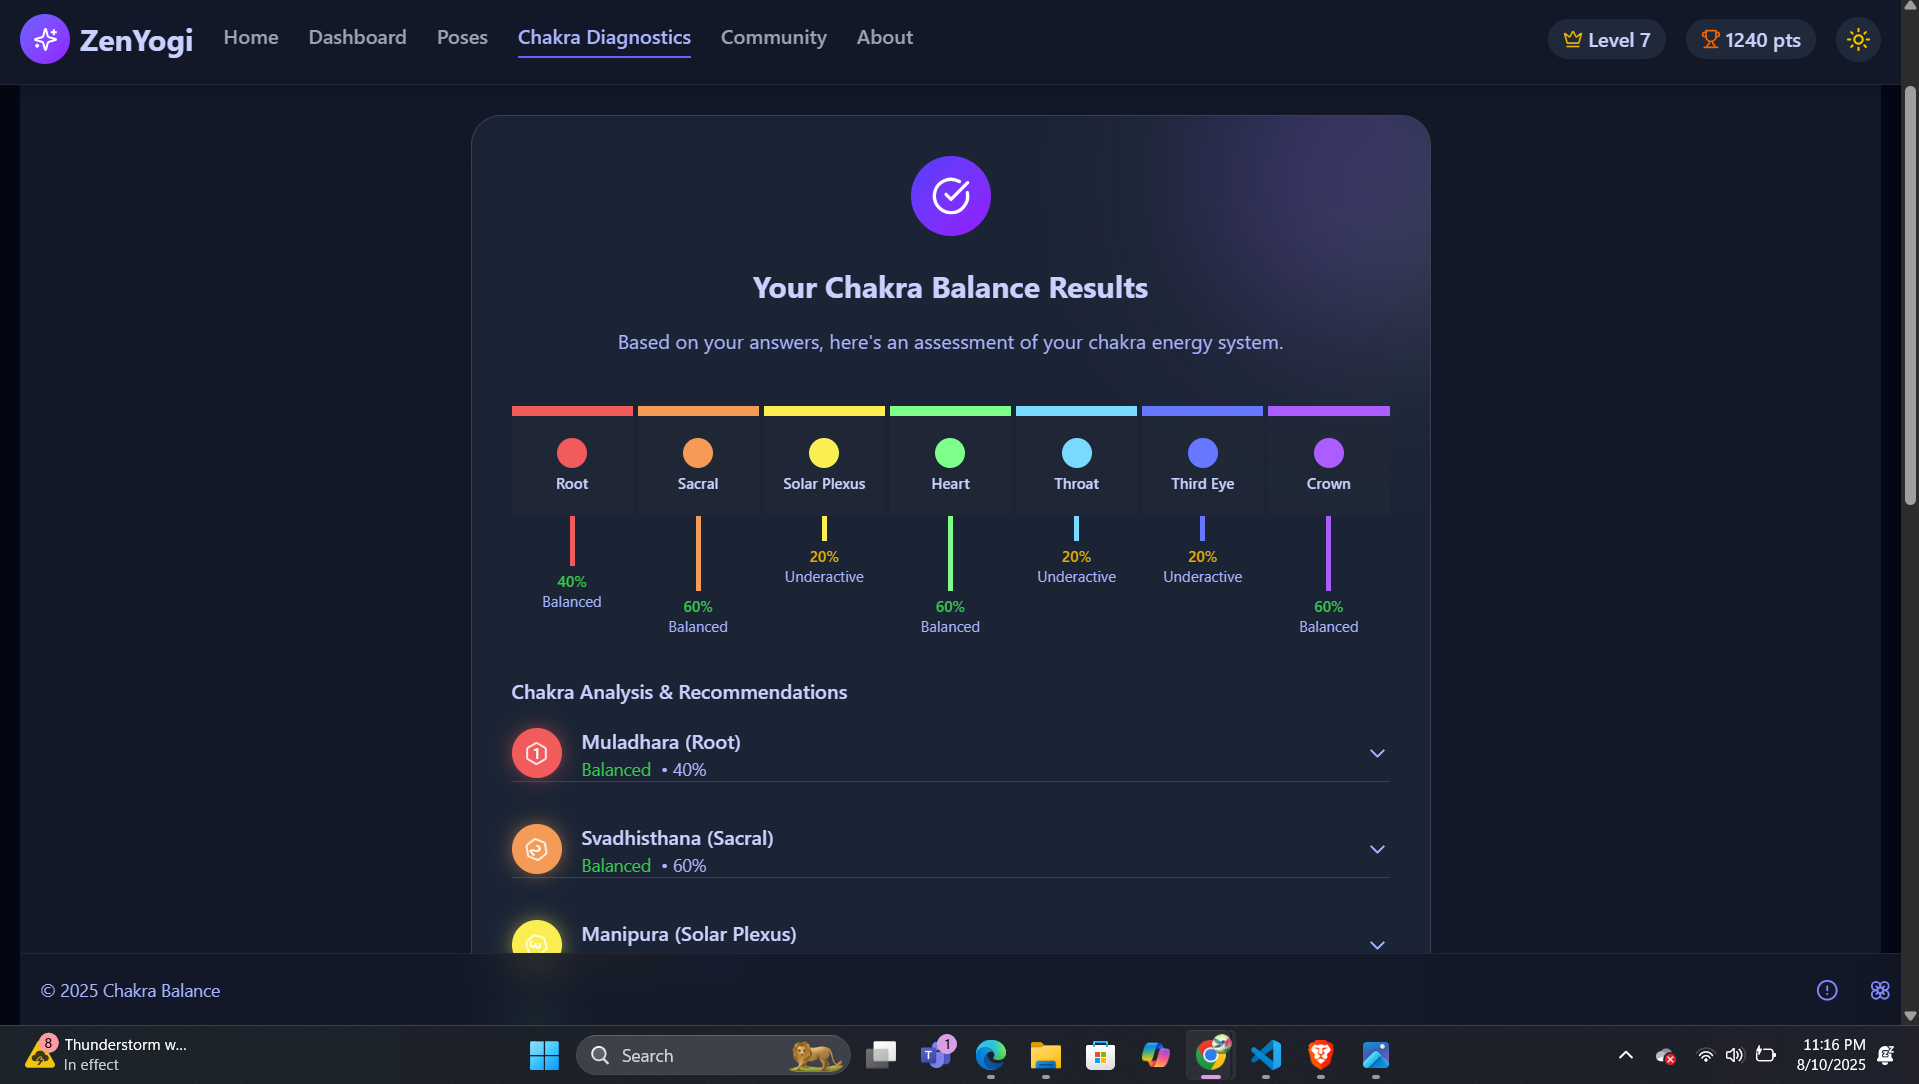 ZenYogi
Home
Dashboard
Poses
Chakra Diagnostics
Community
About
Level 7
1240 pts
Your Chakra Balance Results
Based on your answers, here's an assessment of your chakra energy system.
Root
Sacral
Solar Plexus
Heart
Throat
Third Eye
Crown
40%
Balanced
60%
Balanced
20%
Underactive
60%
Balanced
20%
Underactive
20%
Underactive
60%
Balanced
Chakra Analysis & Recommendations
1
Muladhara (Root)
Balanced • 40%
2
Svadhisthana (Sacral)
Balanced • 60%
3
Manipura (Solar Plexus)
© 2025 Chakra Balance
8
Thunderstorm w...
In effect
Search
1
11:16 PM
8/10/2025